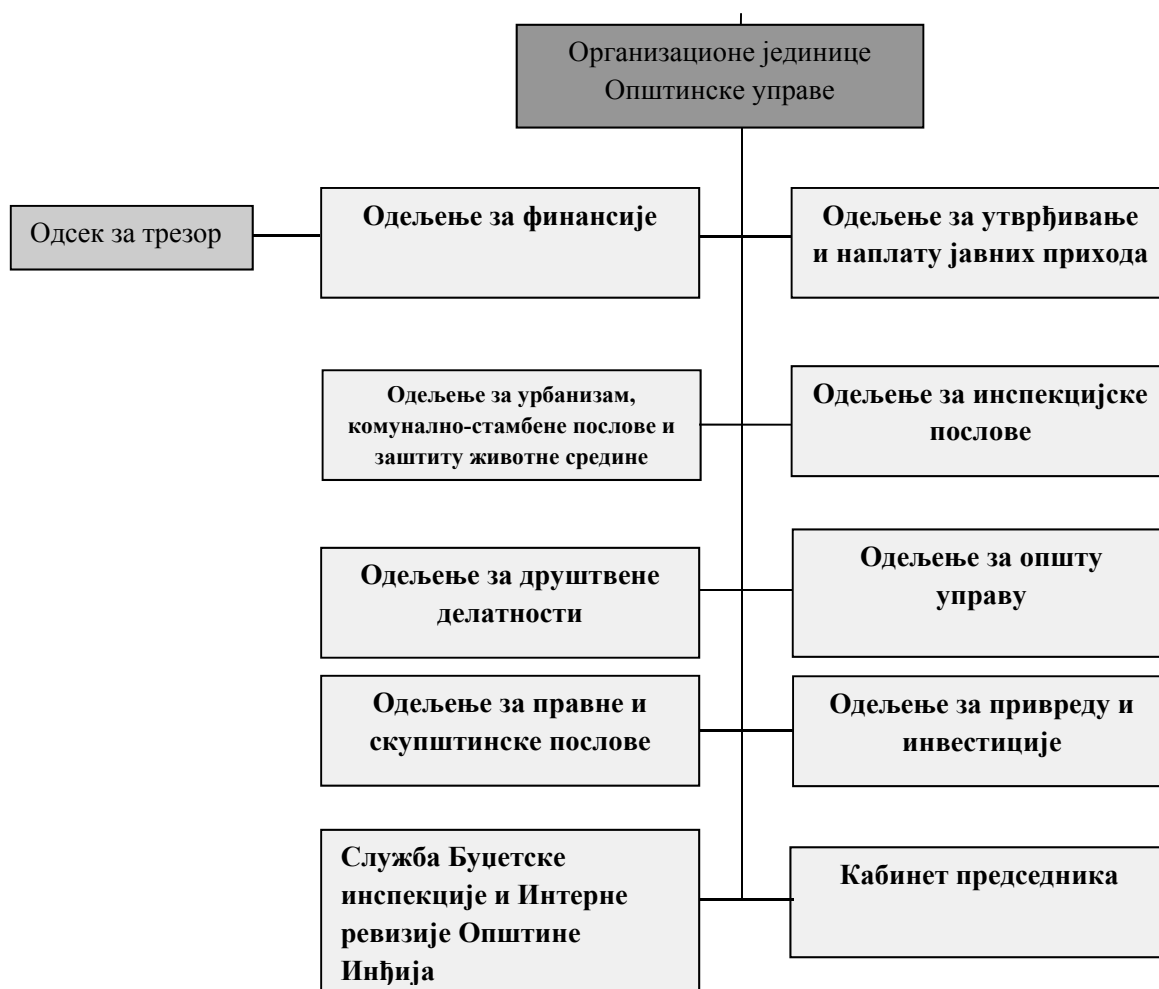 Организационе јединице
Општинске управе
Одсек за трезор
Одељење за финансије
Одељење за утврђивање
и наплату јавних прихода
Одељење за урбанизам,
комунално-стамбене послове и
заштиту животне средине
Одељење за инспекцијске
послове
Одељење за друштвене
делатности
Одељење за општу
управу
Одељење за правне и
скупштинске послове
Одељење за привреду и
инвестиције
Служба Буџетске
инспекције и Интерне
ревизије Општине
Инђија
Кабинет председника